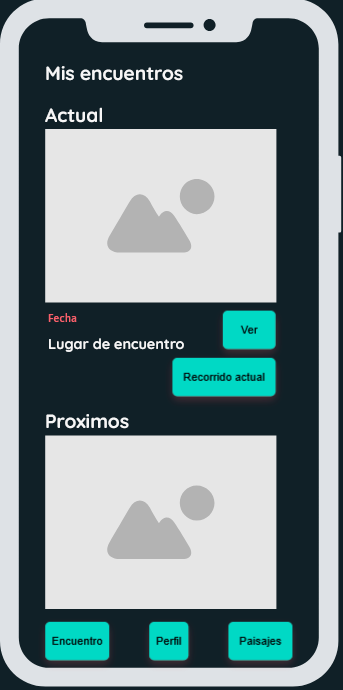 Mis encuentros
Actual
Fecha
Ver
Lugar de encuentro
Recorrido actual
Proximos
Encuentro
Perfil
Paisajes